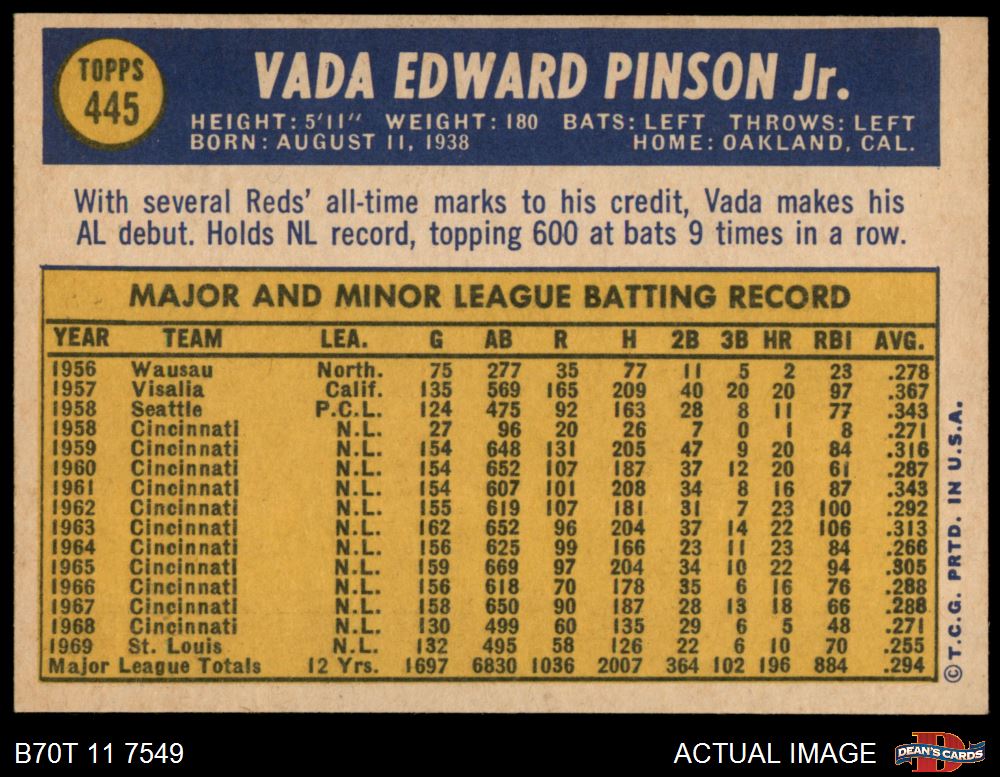 TOPPS
445
VADA EDWARD PINSON Jr.
HEIGHT: 5'11" WEIGHT: 180 BATS: LEFT THROWS: LEFT
BORN: AUGUST 11, 1938 HOME: OAKLAND, CAL.
With several Reds' all-time marks to his credit, Vada makes his
AL debut. Holds NL record, topping 600 at bats 9 times in a row.
MAJOR AND MINOR LEAGUE BATTING RECORD
YEAR TEAM LEA. G AB R H 2B 3B HR RBI AVG.
1956 Wausau North. 75 277 35 77 11 5 2 23 .278
1957 Visalia Calif. 135 569 165 209 40 20 20 97 .367
1958 Seattle P.C.L. 124 475 92 163 28 8 11 77 .343
1958 Cincinnati N.L. 27 96 20 26 7 0 1 8 .271
1959 Cincinnati N.L. 154 648 131 205 47 9 20 84 .316
1960 Cincinnati N.L. 154 652 107 187 37 12 20 61 .287
1961 Cincinnati N.L. 154 607 101 208 34 8 16 87 .343
1962 Cincinnati N.L. 155 619 107 181 31 7 23 100 .292
1963 Cincinnati N.L. 162 652 96 204 37 14 22 106 .313
1964 Cincinnati N.L. 156 625 99 166 23 11 23 84 .266
1965 Cincinnati N.L. 159 669 97 204 34 10 22 94 .305
1966 Cincinnati N.L. 156 618 70 178 35 6 16 76 .288
1967 Cincinnati N.L. 158 650 90 187 28 13 18 66 .288
1968 Cincinnati N.L. 130 499 60 135 29 6 5 48 .271
1969 St. Louis N.L. 132 495 58 126 22 6 10 70 .255
Major League Totals 12 Yrs. 1697 6830 1036 2007 364 102 196 884 .294
© T.C.G. PRTD. IN U.S.A.
B70T 11 7549
ACTUAL IMAGE
DEAN'S CARDS